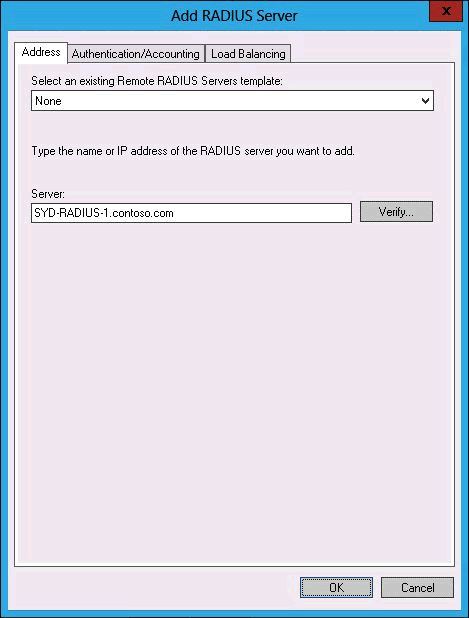 Add RADIUS Server
x
Address
Authentication/Accounting
Load Balancing
Select an existing Remote RADIUS Servers template:
None
Type the name or IP address of the RADIUS server you want to add.
Server:
SYD-RADIUS-1.contoso.com
Verify...
OK
Cancel